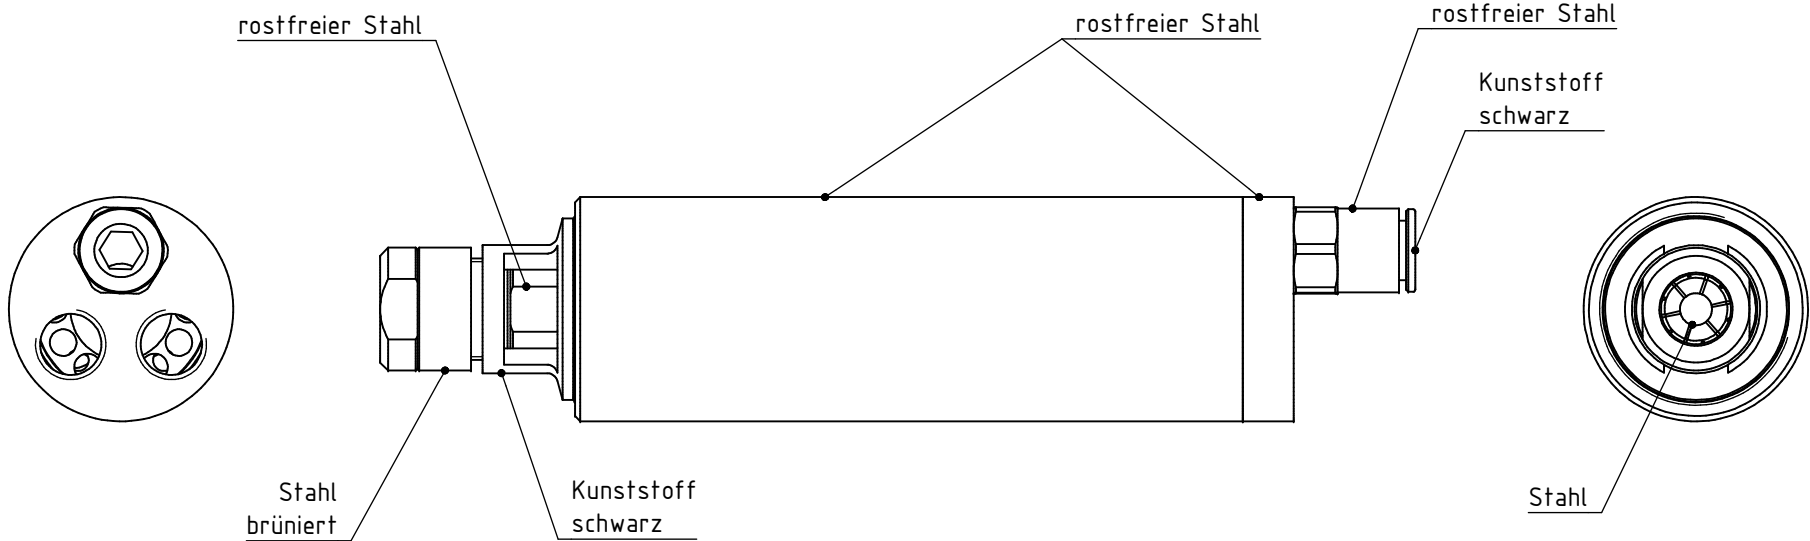 rostfreier Stahl
rostfreier Stahl
rostfreier Stahl
Kunststoff
schwarz
Stahl
brüniert
Kunststoff
schwarz
Stahl